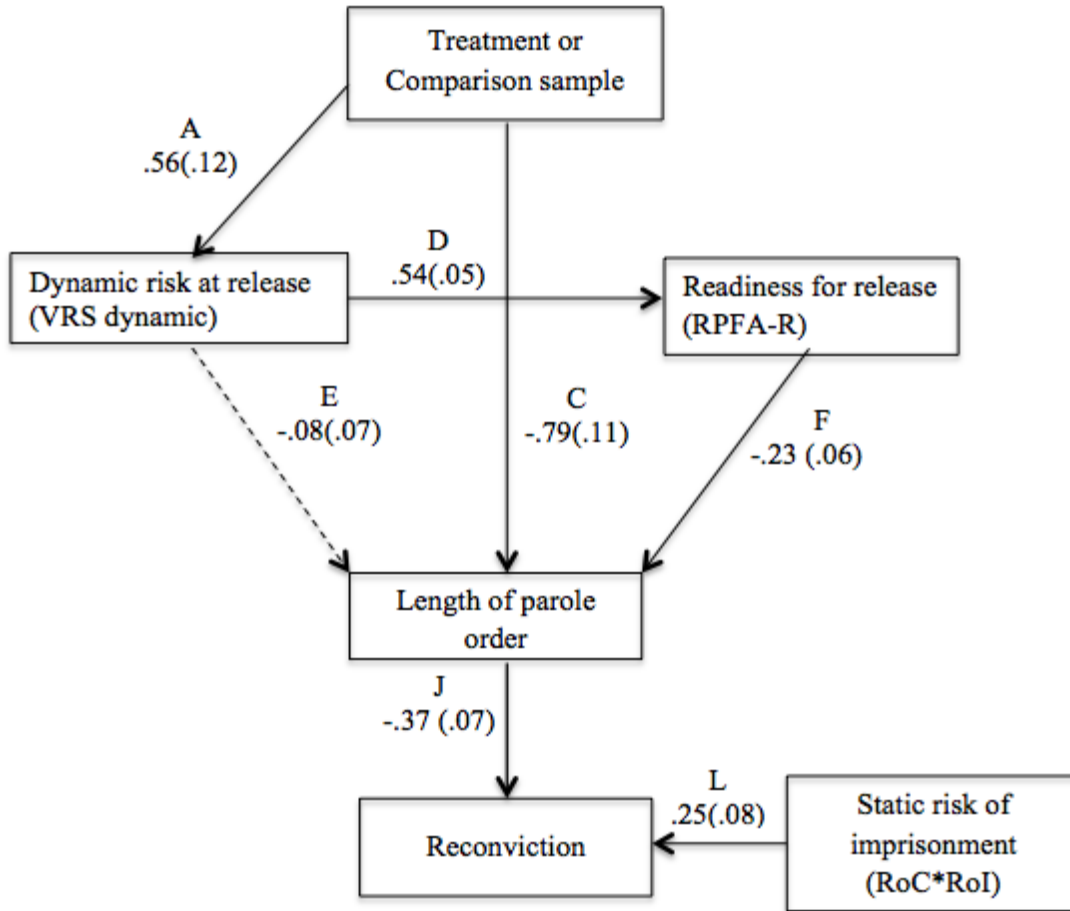 Treatment or
Comparison sample
A
.56(.12)
D
.54(.05)
Dynamic risk at release
(VRS dynamic)
Readiness for release
(RPFA-R)
E
-.08(.07)
C
-.79(.11)
F
-.23 (.06)
Length of parole
order
J
-.37 (.07)
L
.25(.08)
Reconviction
Static risk of
imprisonment
(RoC*RoI)